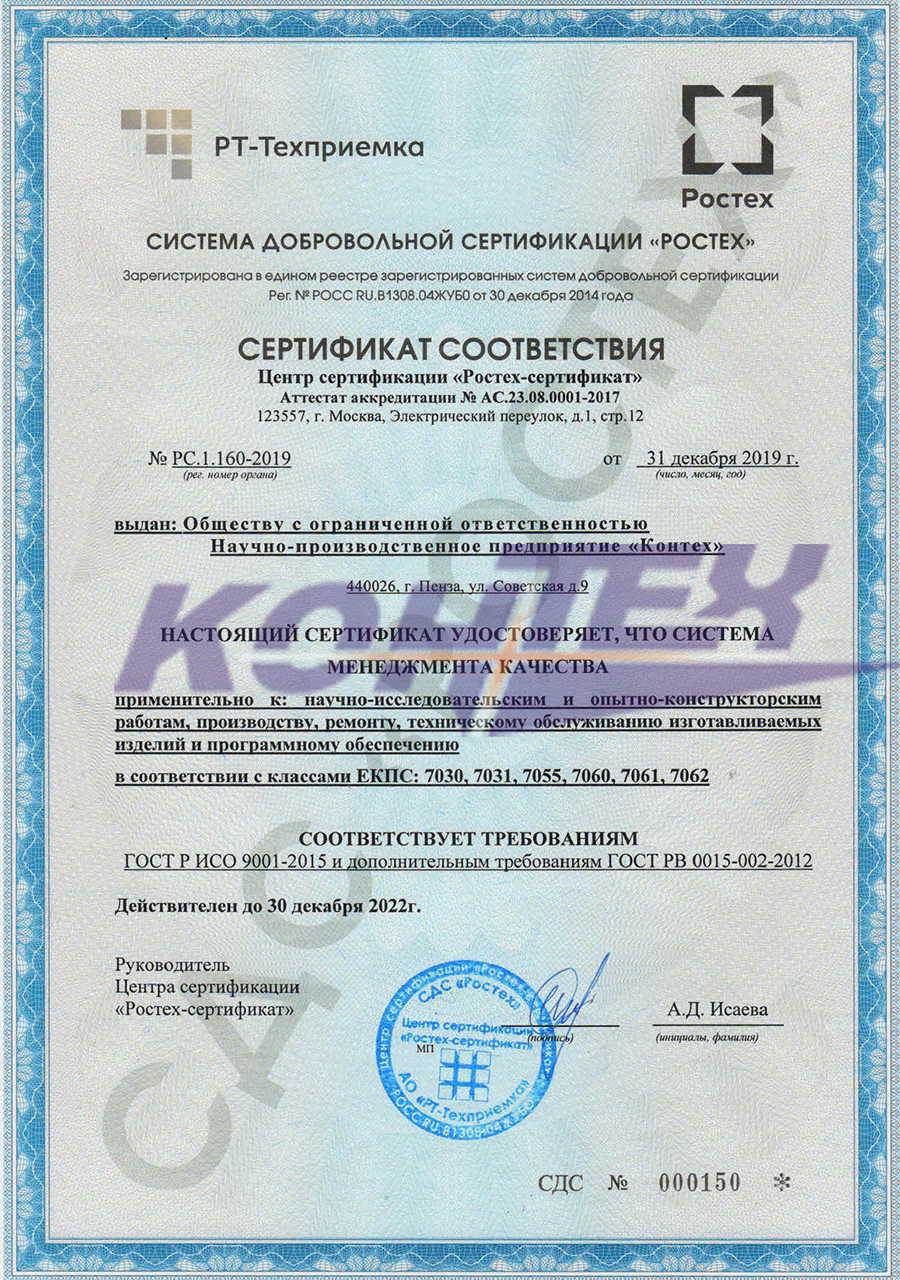 РТ-Техприемка
Ростех
СИСТЕМА ДОБРОВОЛЬНОЙ СЕРТИФИКАЦИИ «РОСТЕХ»
Зарегистрирована в едином реестре зарегистрированных систем добровольной сертификации
Рег. № РОСС RU.В1308.04ЖУБ0 от 30 декабря 2014 года
СЕРТИФИКАТ СООТВЕТСТВИЯ
Центр сертификации «Ростех-сертификат»
Аттестат аккредитации № АС.23.08.0001-2017
123557, г. Москва, Электрический переулок, д.1, стр.12
№ РС.1.160-2019 от 31 декабря 2019 г.
(рег. номер органа) (число, месяц, год)
выдан: Обществу с ограниченной ответственностью
Научно-производственное предприятие «Контех»
440026, г. Пенза, ул. Советская д.9
КОНТЕХ
НАСТОЯЩИЙ СЕРТИФИКАТ УДОСТОВЕРЯЕТ, ЧТО СИСТЕМА
МЕНЕДЖМЕНТА КАЧЕСТВА
применительно к: научно-исследовательским и опытно-конструкторским
работам, производству, ремонту, техническому обслуживанию изготавливаемых
изделий и программному обеспечению
в соответствии с классами ЕКПС: 7030, 7031, 7055, 7060, 7061, 7062
СООТВЕТСТВУЕТ ТРЕБОВАНИЯМ
ГОСТ Р ИСО 9001-2015 и дополнительным требованиям ГОСТ РВ 0015-002-2012
Действителен до 30 декабря 2022г.
Руководитель
Центра сертификации
«Ростех-сертификат»
А.Д. Исаева
(подпись) (инициалы, фамилия)
МП
СДС «Ростех»
Центр сертификации
«Ростех-сертификат»
АО «РТ-Техприемка»
СДС № 000150 *